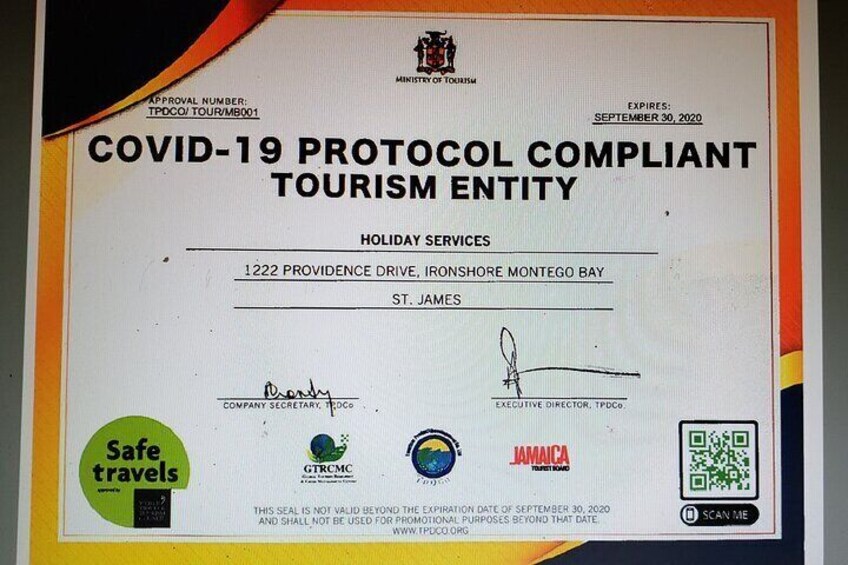 MINISTRY OF TOURISM
APPROVAL NUMBER:
TPDCO/ TOUR/MB001
EXPIRES:
SEPTEMBER 30, 2020
COVID-19 PROTOCOL COMPLIANT
TOURISM ENTITY
HOLIDAY SERVICES
1222 PROVIDENCE DRIVE, IRONSHORE MONTEGO BAY
ST. JAMES
COMPANY SECRETARY, TPDCo
EXECUTIVE DIRECTOR, TPDCo.
Safe
travels
approved by
GTRCMC
TPDCo
JAMAICA
TOURIST BOARD
SCAN ME
THIS SEAL IS NOT VALID BEYOND THE EXPIRATION DATE OF SEPTEMBER 30, 2020
AND SHALL NOT BE USED FOR PROMOTIONAL PURPOSES BEYOND THAT DATE.
WWW.TPDCO.ORG